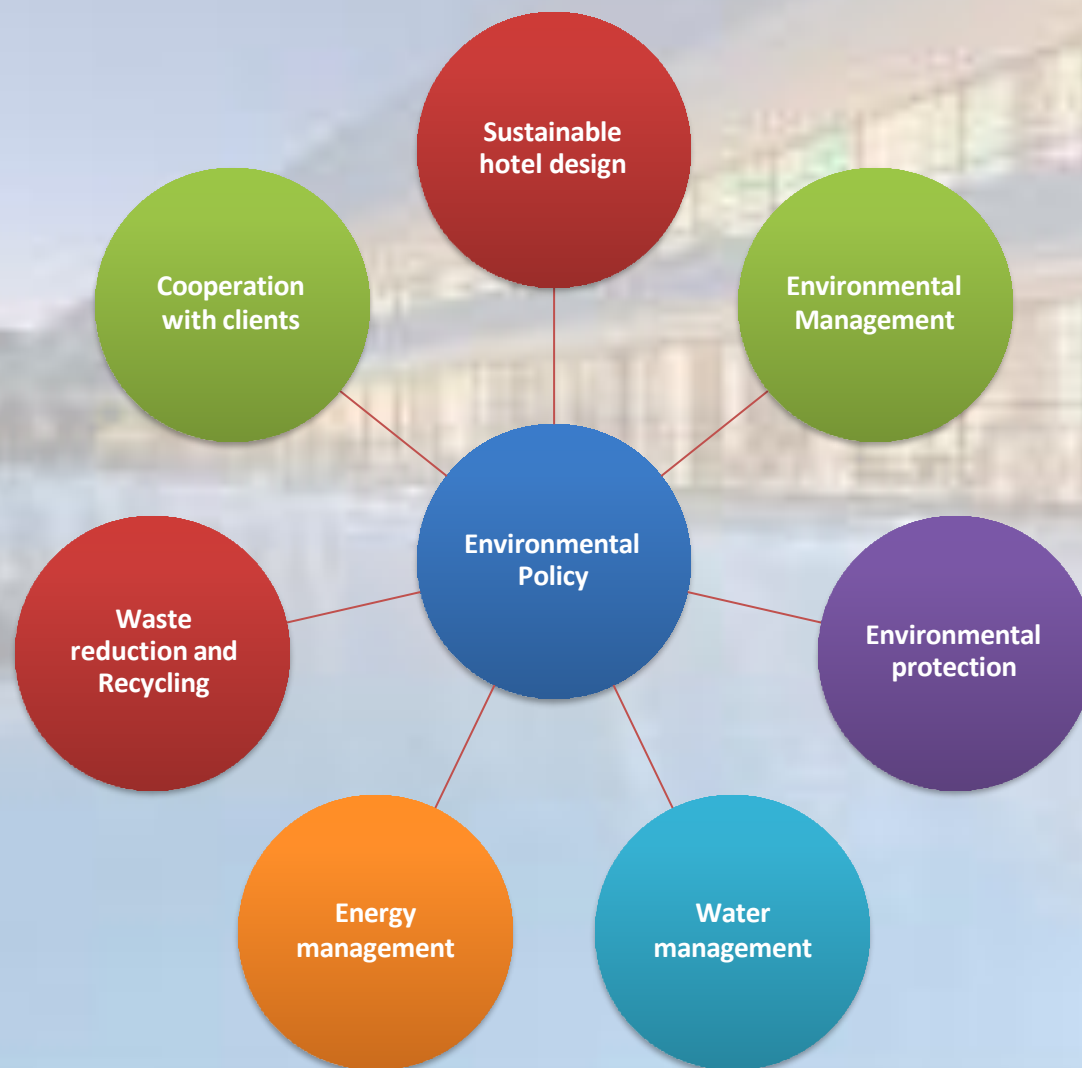 Sustainable
hotel design
Cooperation
with clients
Environmental
Management
Environmental
Policy
Waste
reduction and
Recycling
Environmental
protection
Energy
management
Water
management